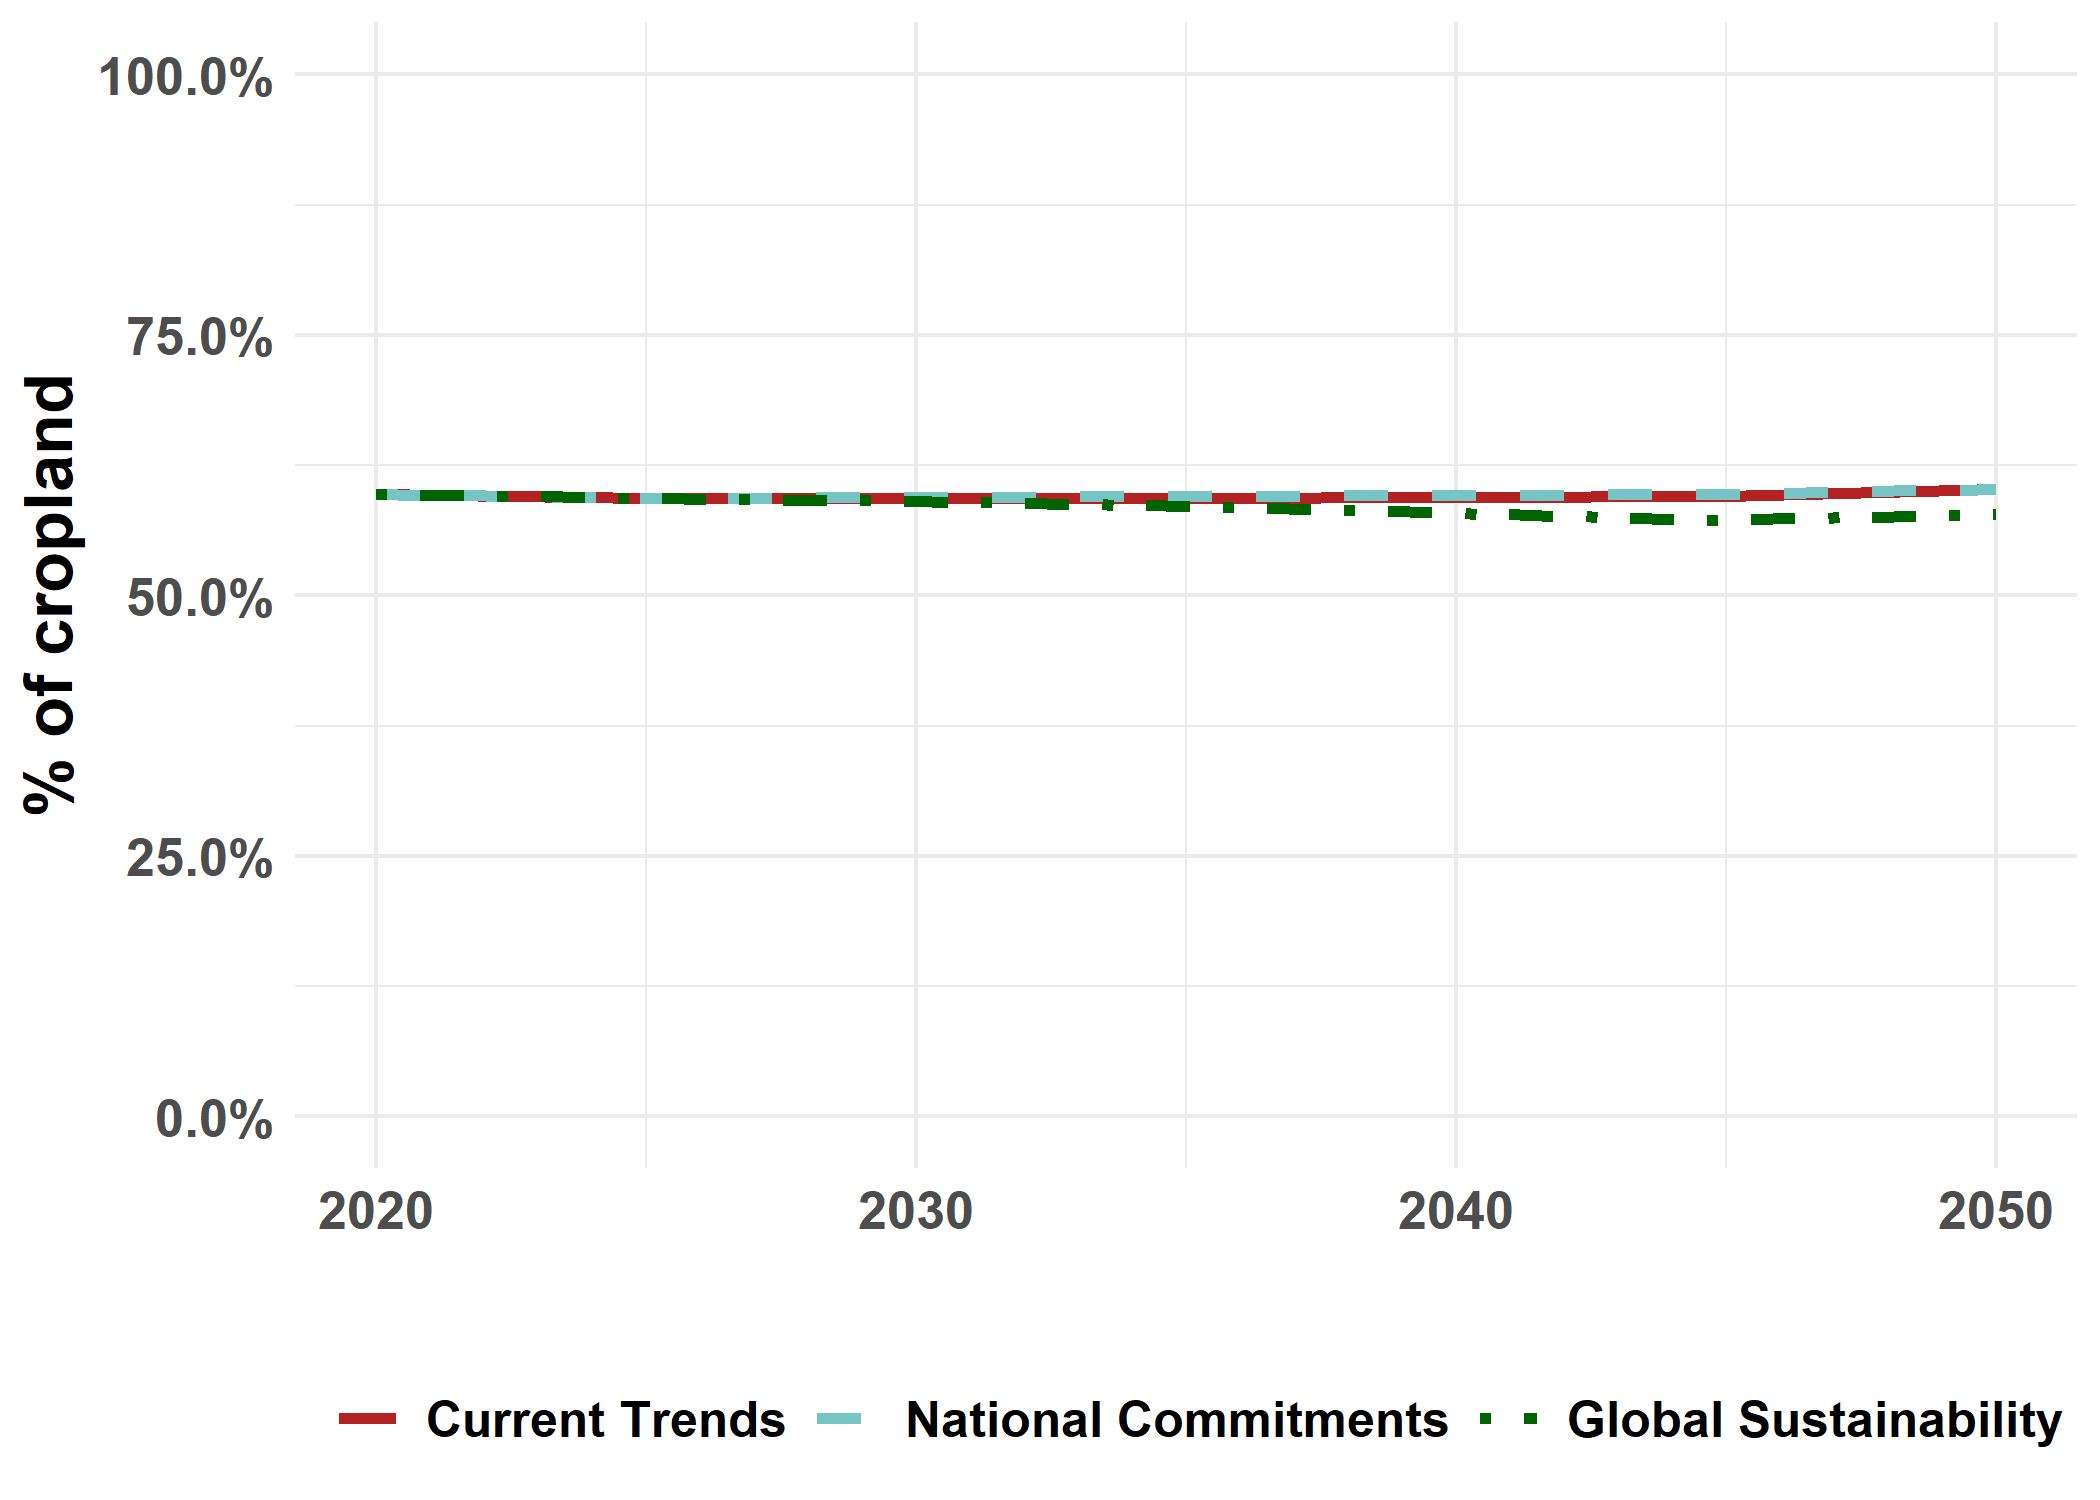 100.0%
75.0%
50.0%
25.0%
0.0%
% of cropland
2020 2030 2040 2050
Current Trends National Commitments Global Sustainability